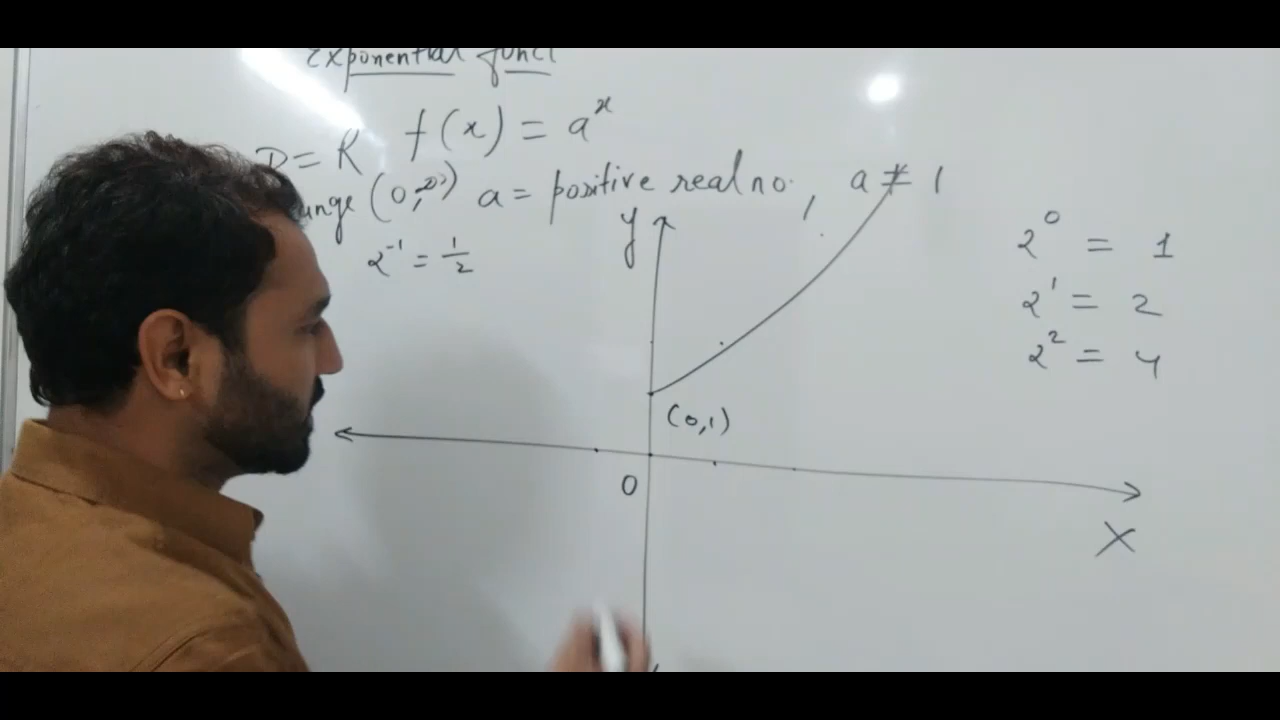 Exponential funct
f(x) = a^x
D = R
Range (0,∞) a = positive real no., a ≠ 1
2^-1 = 1/2
y
2^0 = 1
2^1 = 2
2^2 = 4
(0,1)
0
X